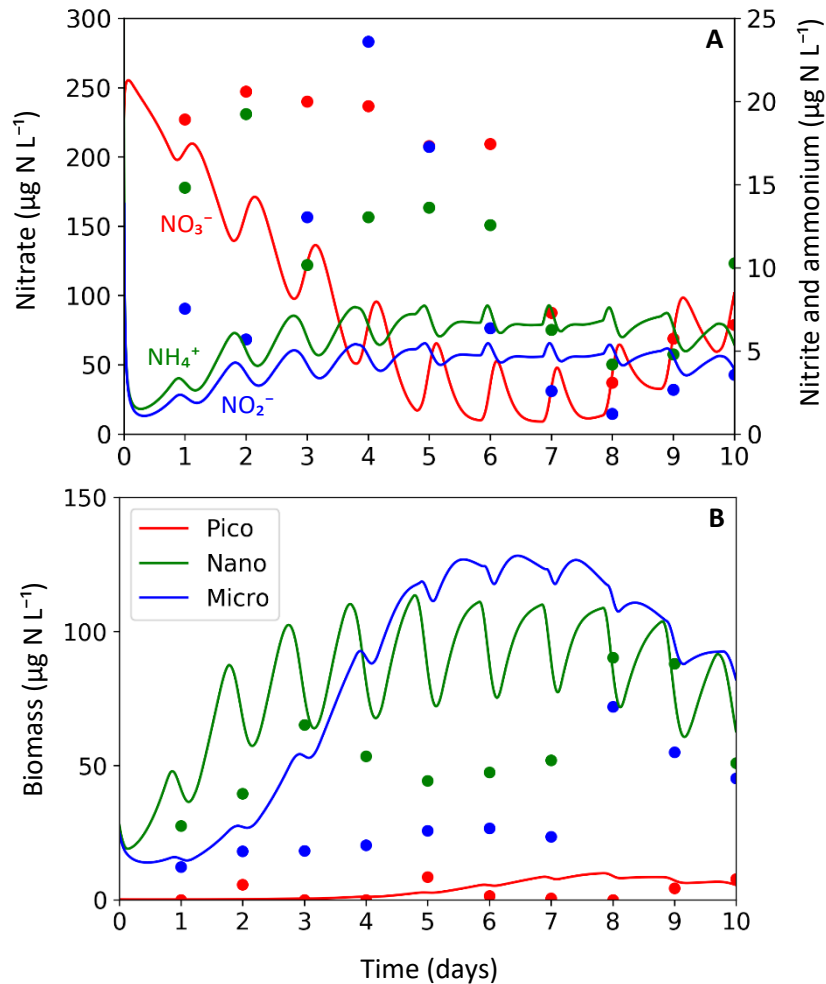 A
300
250
200
150
100
50
0
Nitrate (µg N L⁻¹)
25
20
15
10
5
0
Nitrite and ammonium (µg N L⁻¹)
NO₃⁻
NH₄⁺
NO₂⁻
0 1 2 3 4 5 6 7 8 9 10
B
150
100
50
0
Biomass (µg N L⁻¹)
Pico
Nano
Micro
0 1 2 3 4 5 6 7 8 9 10
Time (days)